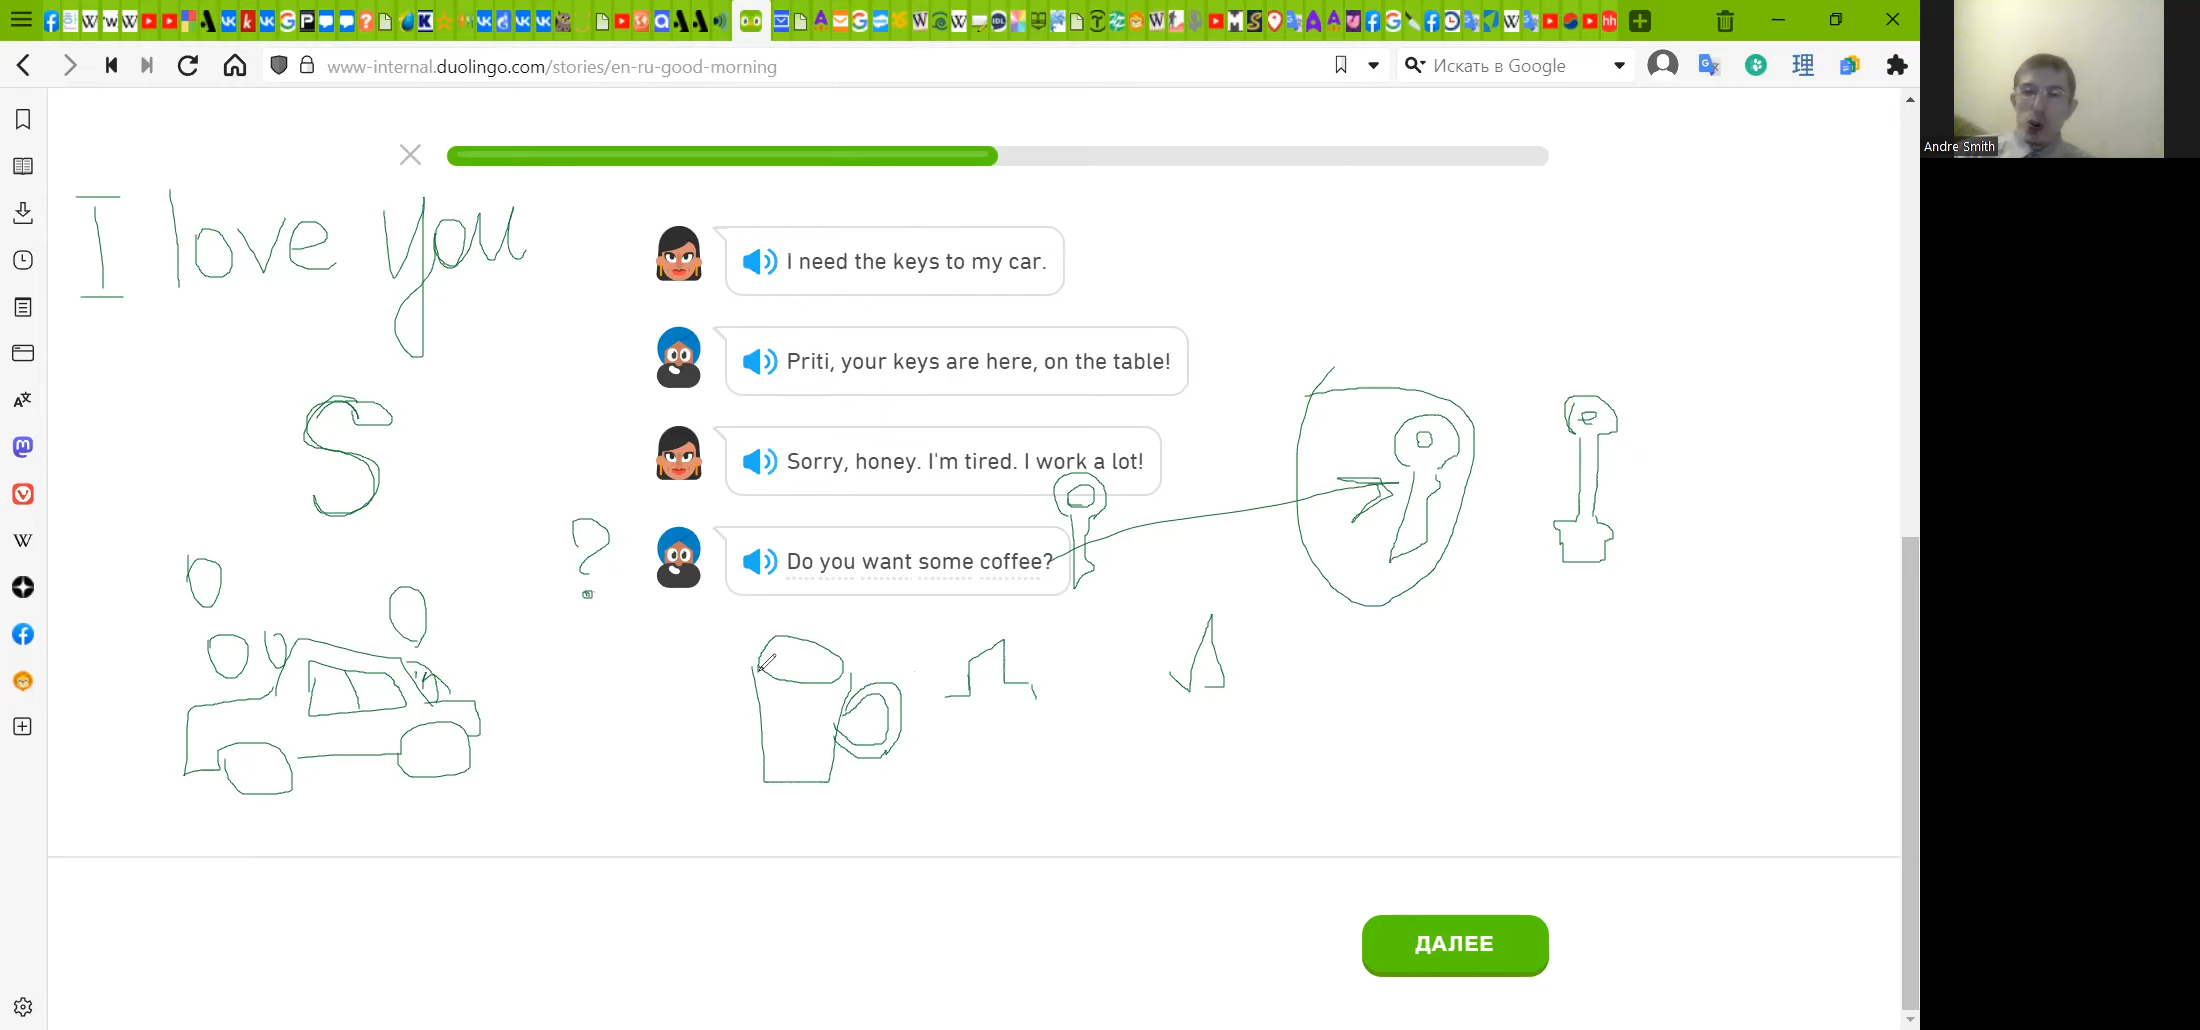 www-internal.duolingo.com/stories/en-ru-good-morning
Искать в Google
Andre Smith
I love you
I need the keys to my car.
Priti, your keys are here, on the table!
Sorry, honey. I'm tired. I work a lot!
S
?
Do you want some coffee?
ДАЛЕЕ